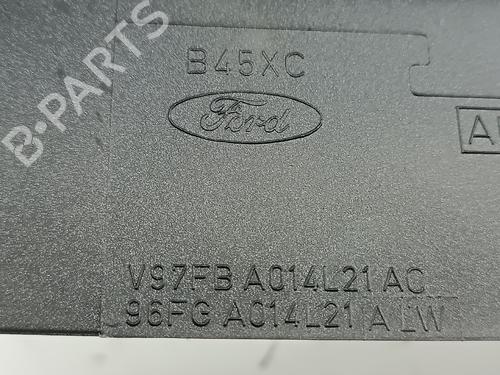 B45XC
Ford
A
V97FB A014L21 AC
96FG A014L21 A LW
B-Parts